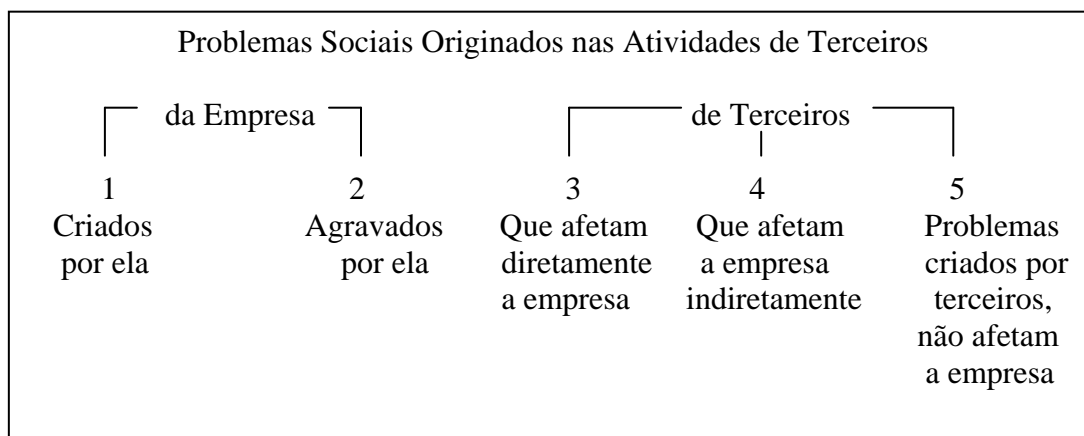 Problemas Sociais Originados nas Atividades de Terceiros
da Empresa
de Terceiros
1
Criados
por ela
2
Agravados
por ela
3
Que afetam
diretamente
a empresa
4
Que afetam
a empresa
indiretamente
5
Problemas
criados por
terceiros,
não afetam
a empresa